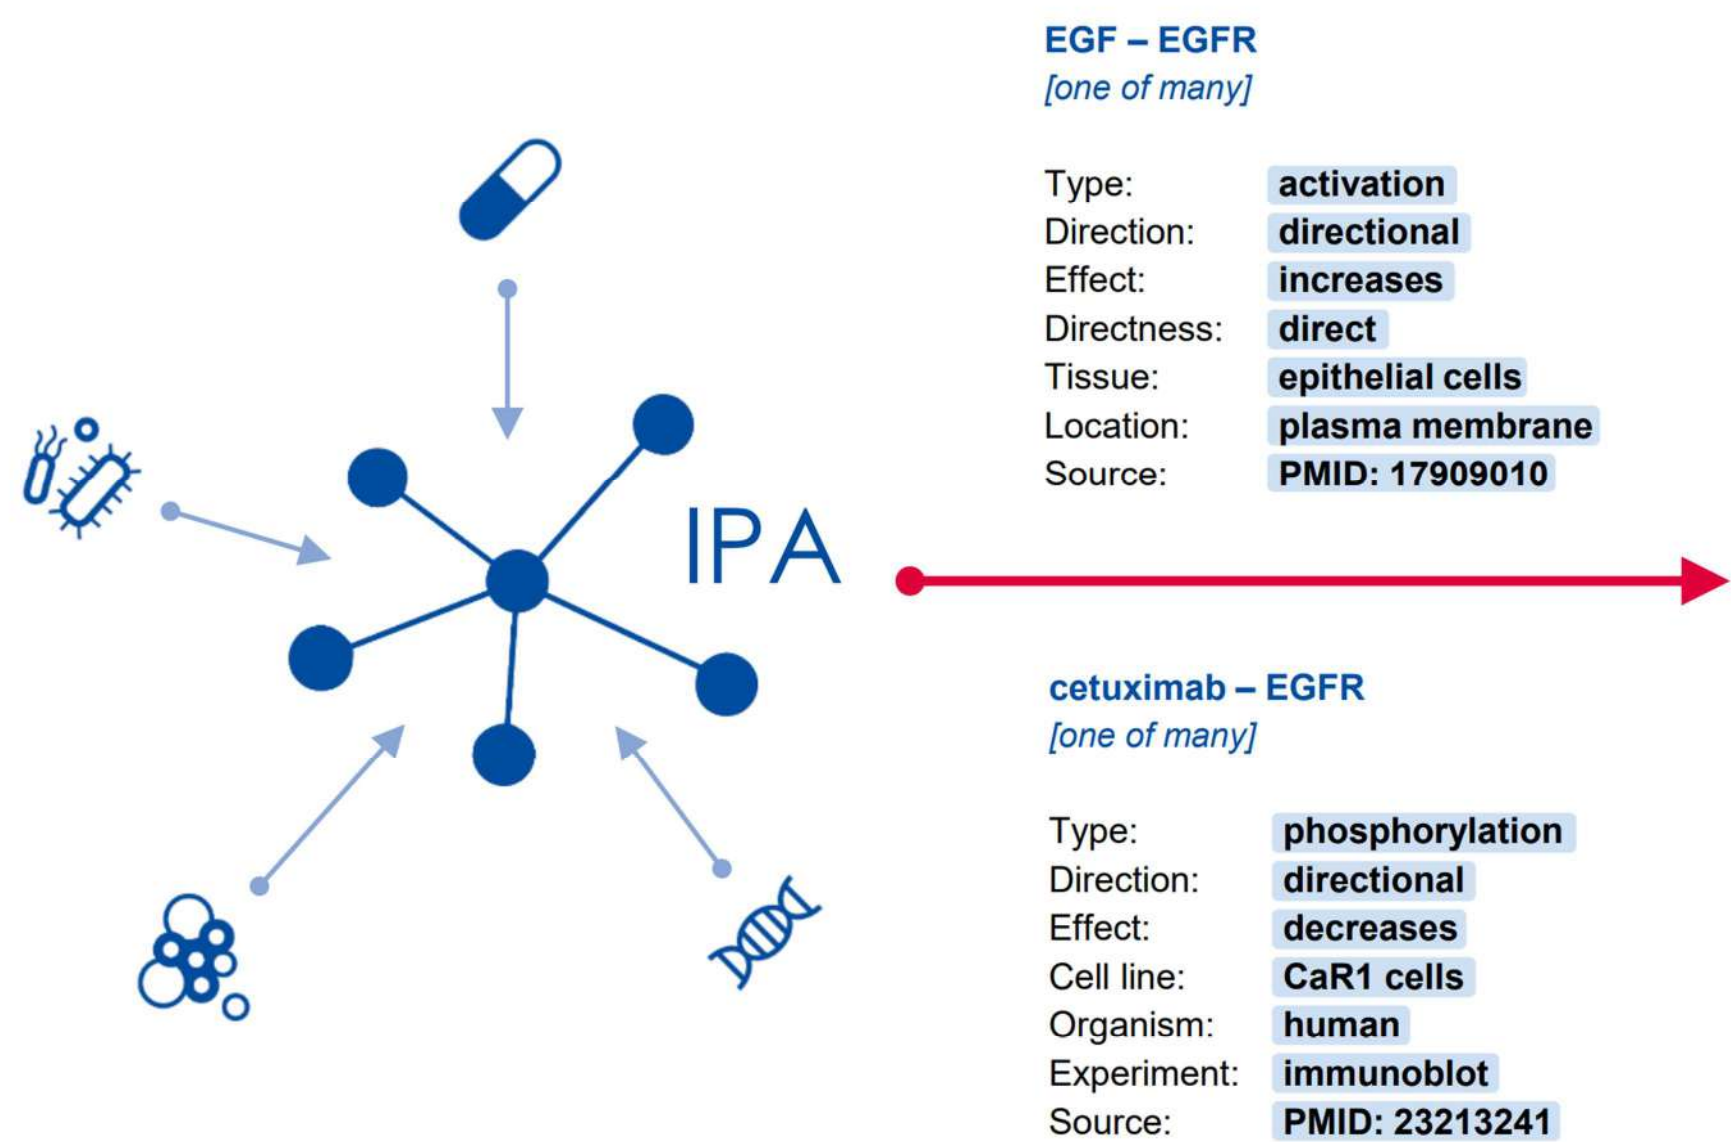 EGF – EGFR
[one of many]
Type: activation
Direction: directional
Effect: increases
Directness: direct
Tissue: epithelial cells
Location: plasma membrane
Source: PMID: 17909010
IPA
cetuximab – EGFR
[one of many]
Type: phosphorylation
Direction: directional
Effect: decreases
Cell line: CaR1 cells
Organism: human
Experiment: immunoblot
Source: PMID: 23213241